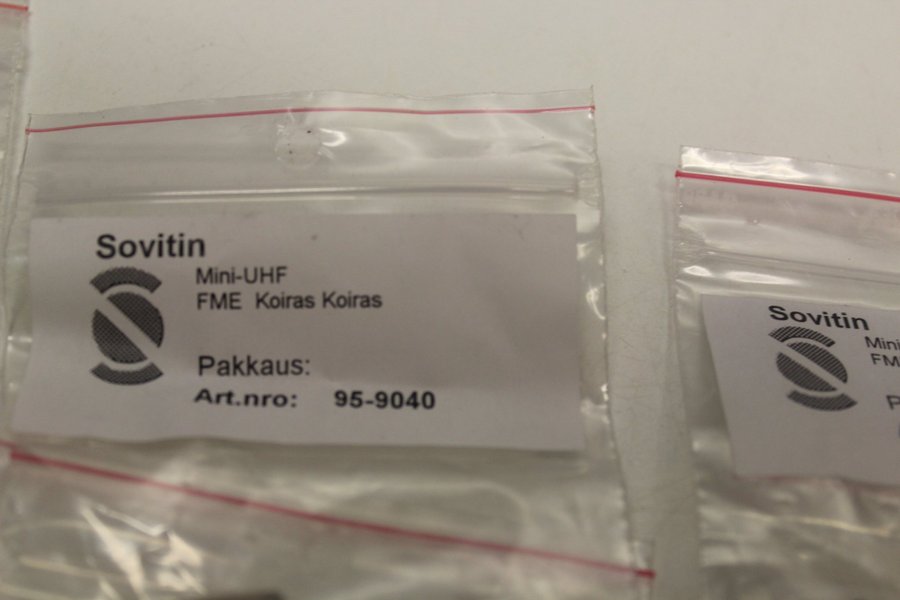 Sovitin
Mini-UHF
FME Koiras Koiras
Pakkaus:
Art.nro: 95-9040
Sovitin